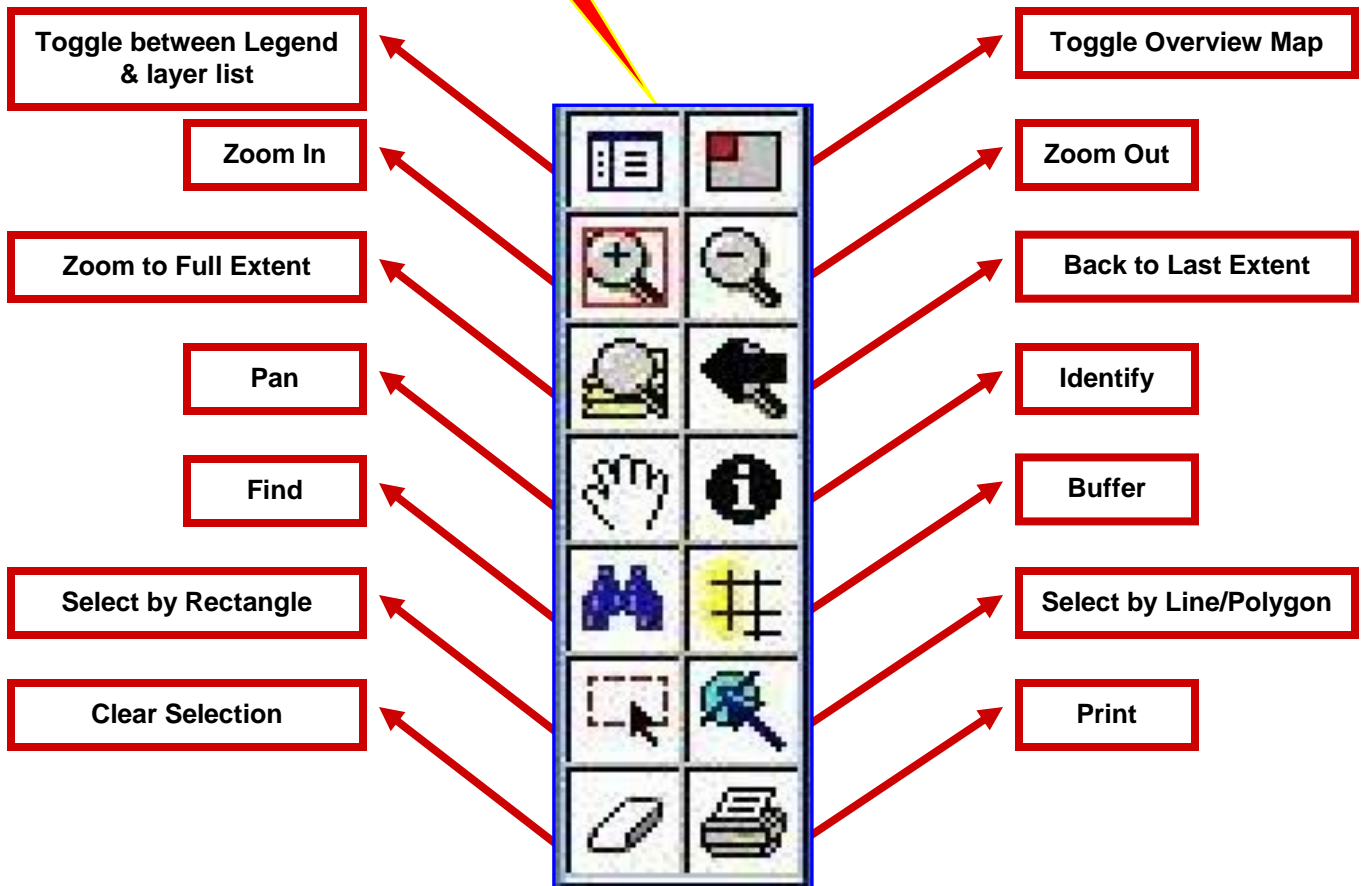 Toggle between Legend
& layer list
Toggle Overview Map
Zoom In
Zoom Out
Zoom to Full Extent
Back to Last Extent
Pan
Identify
Find
Buffer
Select by Rectangle
Select by Line/Polygon
Clear Selection
Print